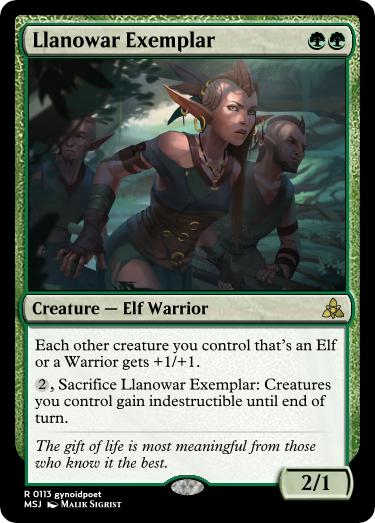 Llanowar Exemplar
Creature — Elf Warrior
Each other creature you control that's an Elf
or a Warrior gets +1/+1.
2, Sacrifice Llanowar Exemplar: Creatures
you control gain indestructible until end of
turn.
The gift of life is most meaningful from those
who know it the best.
2/1
R 0113 gynoidpoet
MSJ Malik Sigrist